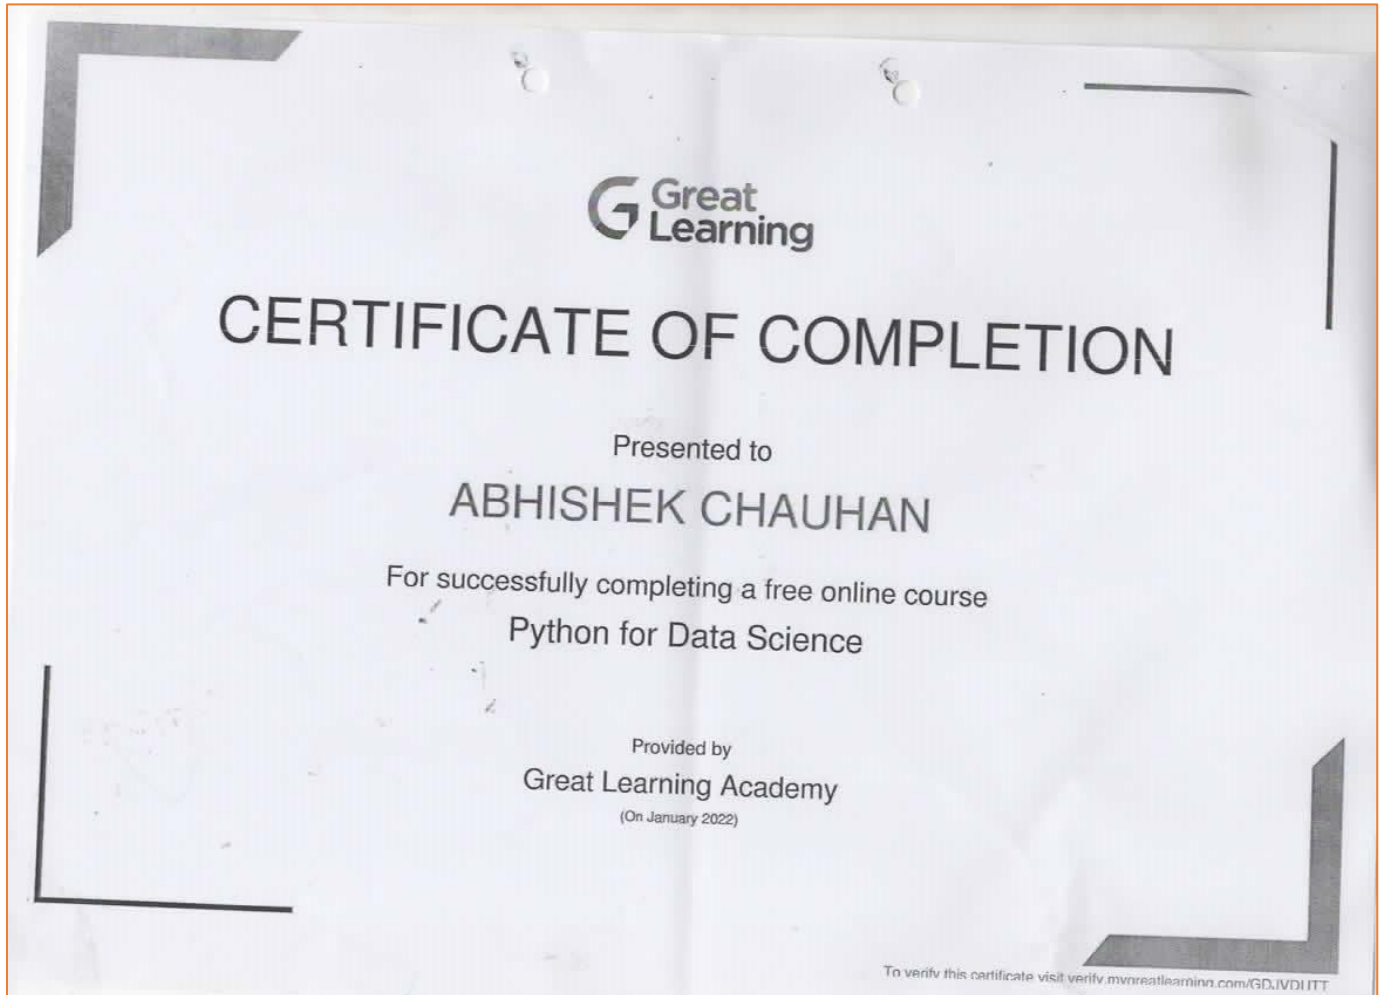 Great
Learning
CERTIFICATE OF COMPLETION
Presented to
ABHISHEK CHAUHAN
For successfully completing a free online course
Python for Data Science
Provided by
Great Learning Academy
(On January 2022)
To verify this certificate visit verify.mygreatlearning.com/GDJVDUTT